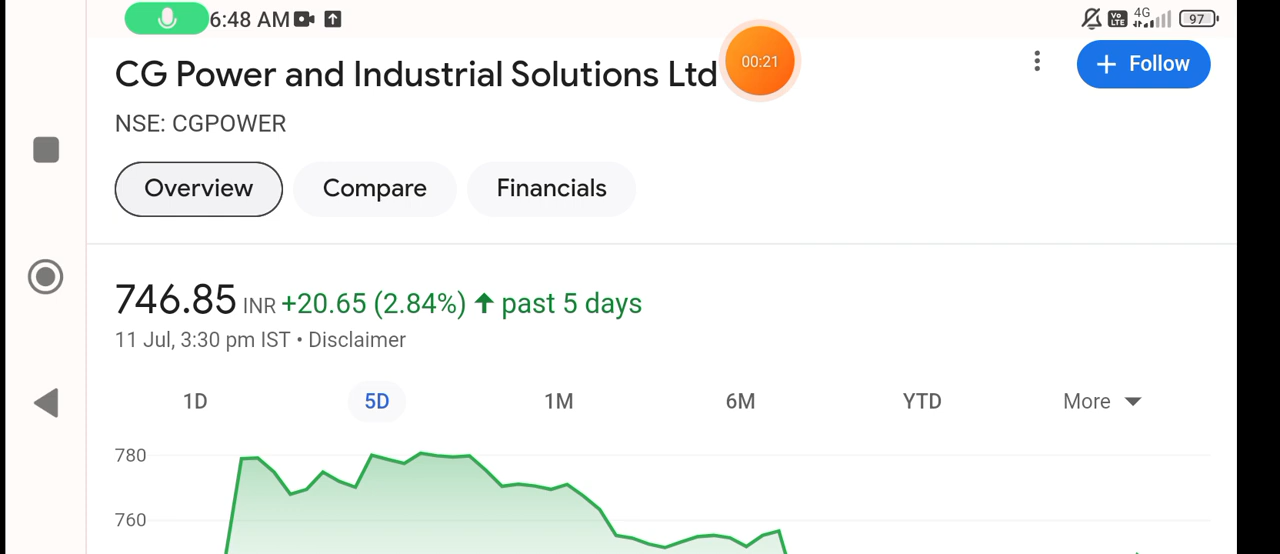 6:48 AM
4G
Vo LTE
97
CG Power and Industrial Solutions Ltd
00:21
+ Follow
NSE: CGPOWER
Overview
Compare
Financials
746.85 INR +20.65 (2.84%) ↑ past 5 days
11 Jul, 3:30 pm IST • Disclaimer
1D
5D
1M
6M
YTD
More
780
760